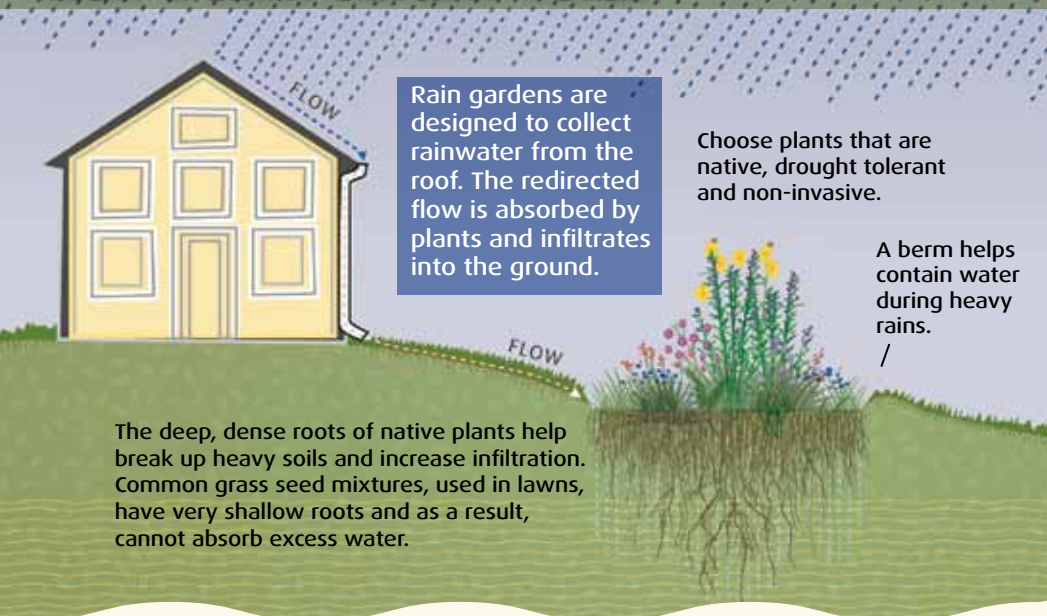 FLOW
Rain gardens are
designed to collect
rainwater from the
roof. The redirected
flow is absorbed by
plants and infiltrates
into the ground.
Choose plants that are
native, drought tolerant
and non-invasive.
A berm helps
contain water
during heavy
rains.
/
FLOW
The deep, dense roots of native plants help
break up heavy soils and increase infiltration.
Common grass seed mixtures, used in lawns,
have very shallow roots and as a result,
cannot absorb excess water.